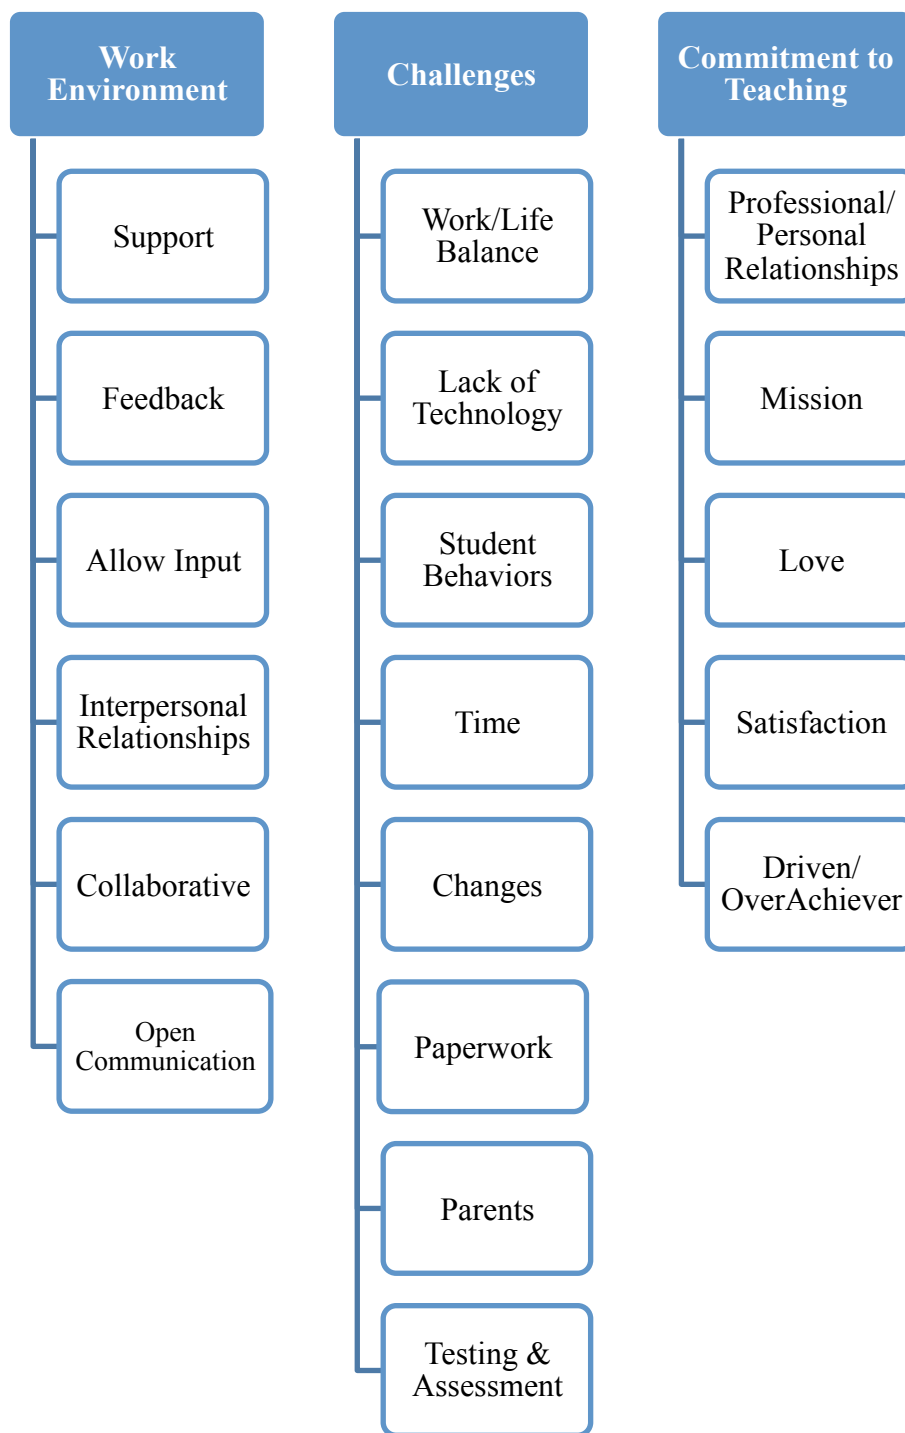 Work
Environment
Support
Feedback
Allow Input
Interpersonal
Relationships
Collaborative
Open
Communication
Challenges
Work/Life
Balance
Lack of
Technology
Student
Behaviors
Time
Changes
Paperwork
Parents
Testing &
Assessment
Commitment to
Teaching
Professional/
Personal
Relationships
Mission
Love
Satisfaction
Driven/
OverAchiever